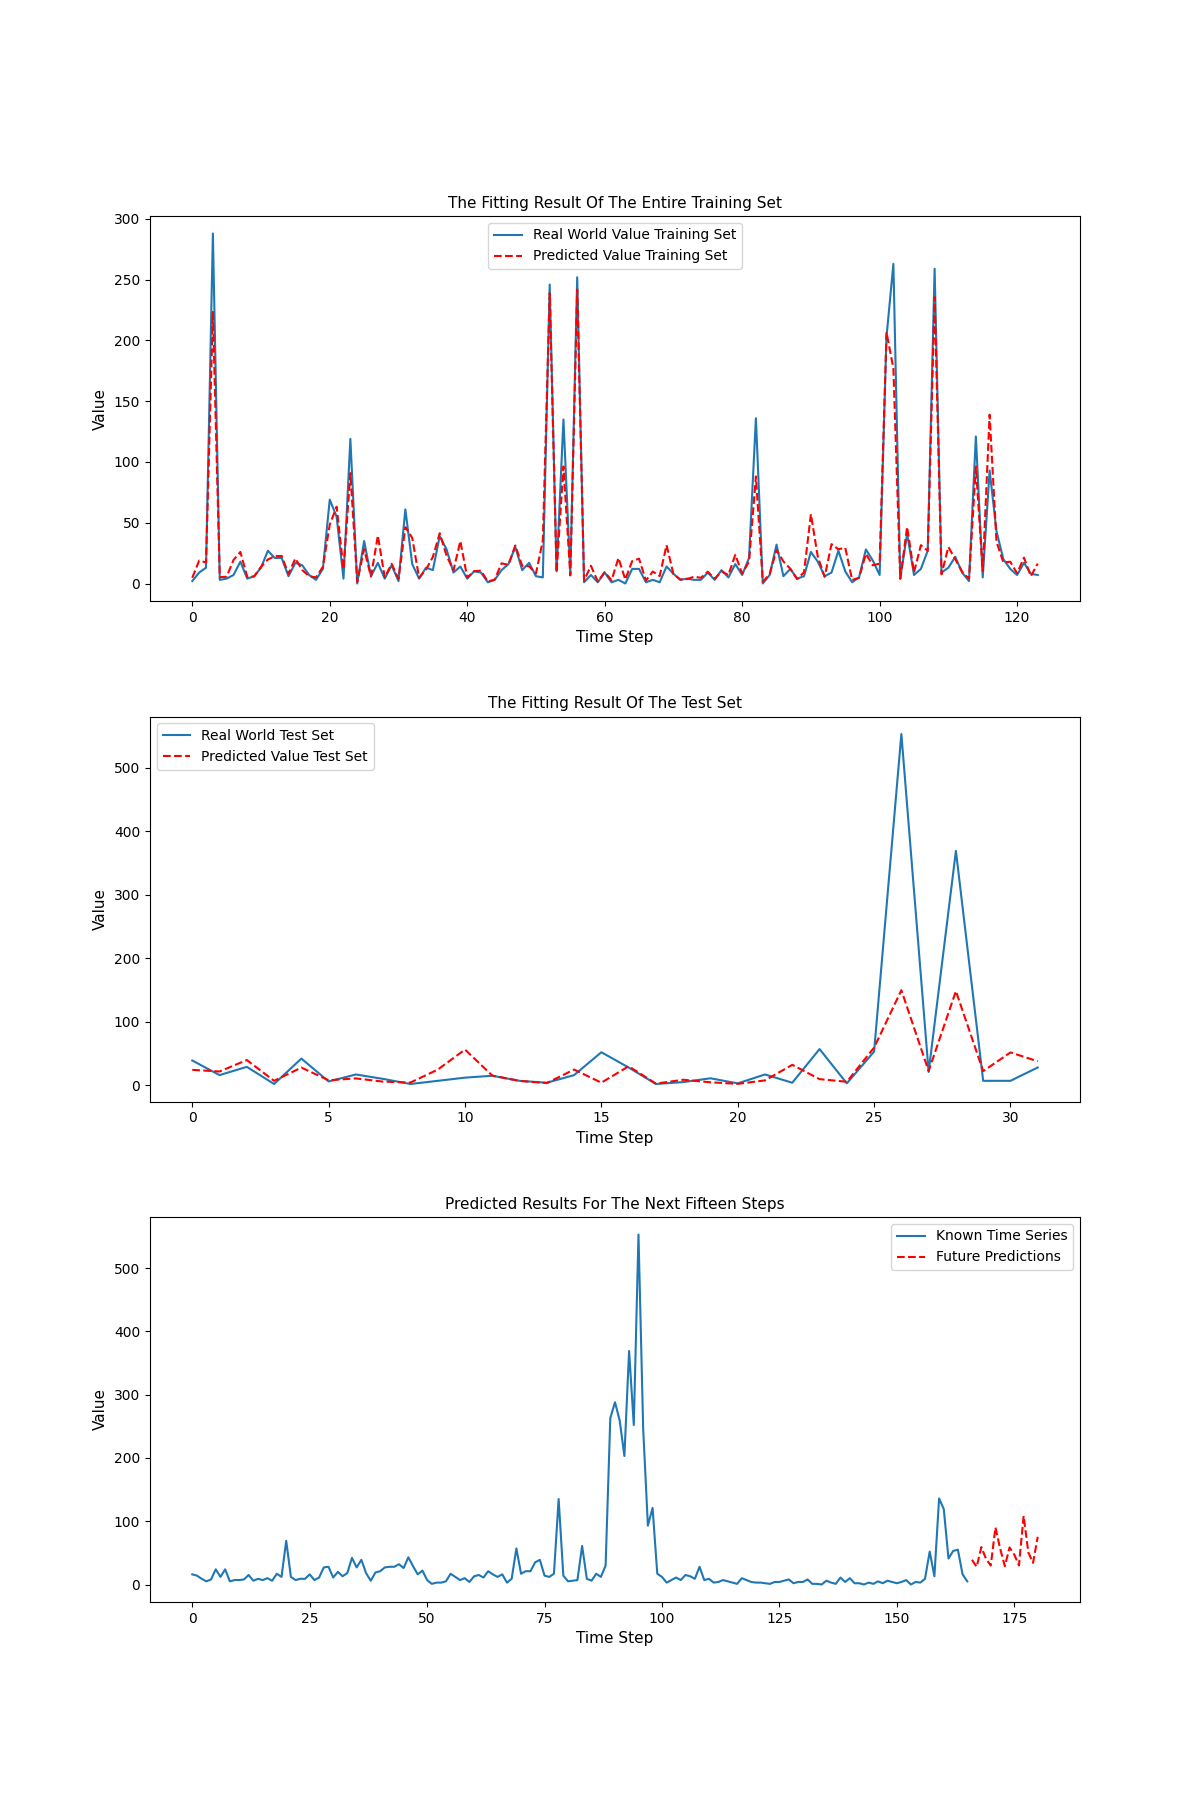 The Fitting Result Of The Entire Training Set
Real World Value Training Set
Predicted Value Training Set
Value
300
250
200
150
100
50
0
0 20 40 60 80 100 120
Time Step
The Fitting Result Of The Test Set
Real World Test Set
Predicted Value Test Set
Value
500
400
300
200
100
0
0 5 10 15 20 25 30
Time Step
Predicted Results For The Next Fifteen Steps
Known Time Series
Future Predictions
Value
500
400
300
200
100
0
0 25 50 75 100 125 150 175
Time Step